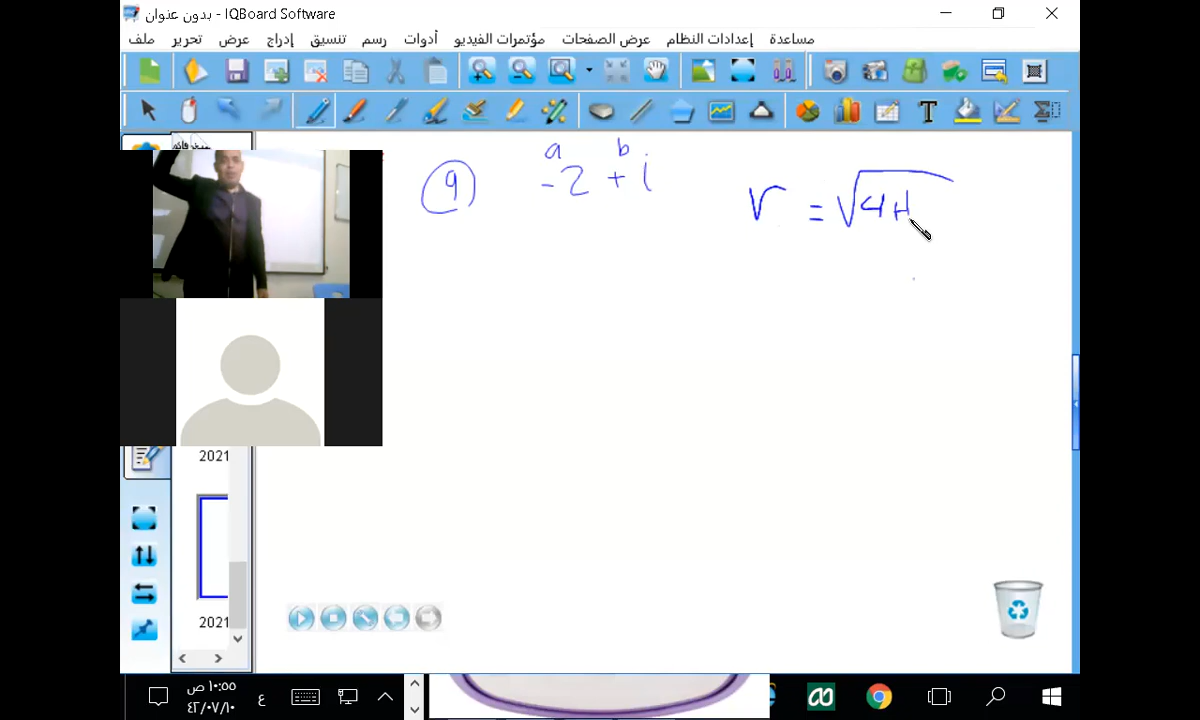 بدون عنوان - IQBoard Software
ملف تحرير عرض إدراج تنسيق رسم أدوات مؤتمرات الفيديو عرض الصفحات إعدادات النظام مساعدة
a b
9 -2 + i
r = √4+
2021
2021
١٠:٥٥ ص
ع
٤٢/٠٧/١٠